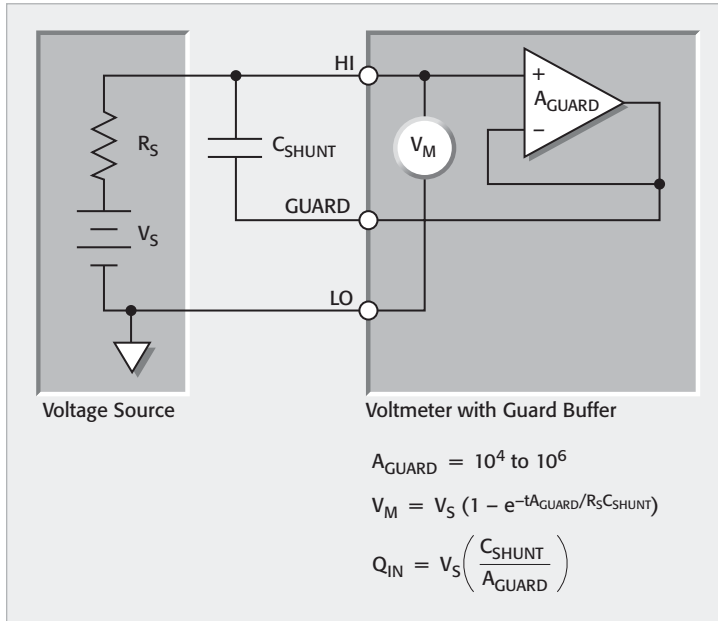 HI
+
A_GUARD
−
R_S
C_SHUNT
V_M
GUARD
V_S
LO
Voltage Source
Voltmeter with Guard Buffer
A_GUARD = 10^4 to 10^6
V_M = V_S (1 – e^–tA_GUARD/R_SC_SHUNT)
Q_IN = V_S(C_SHUNT/A_GUARD)